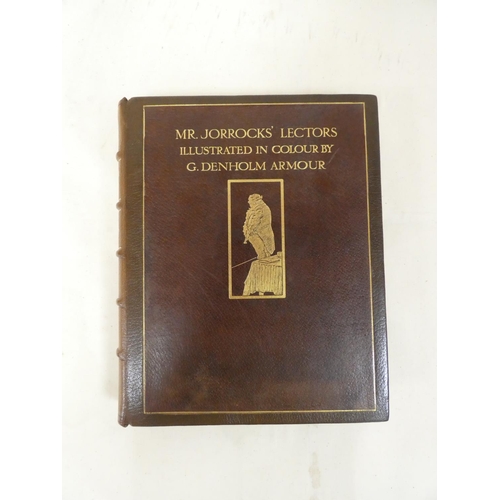 MR. JORROCKS' LECTORS
ILLUSTRATED IN COLOUR BY
G. DENHOLM ARMOUR